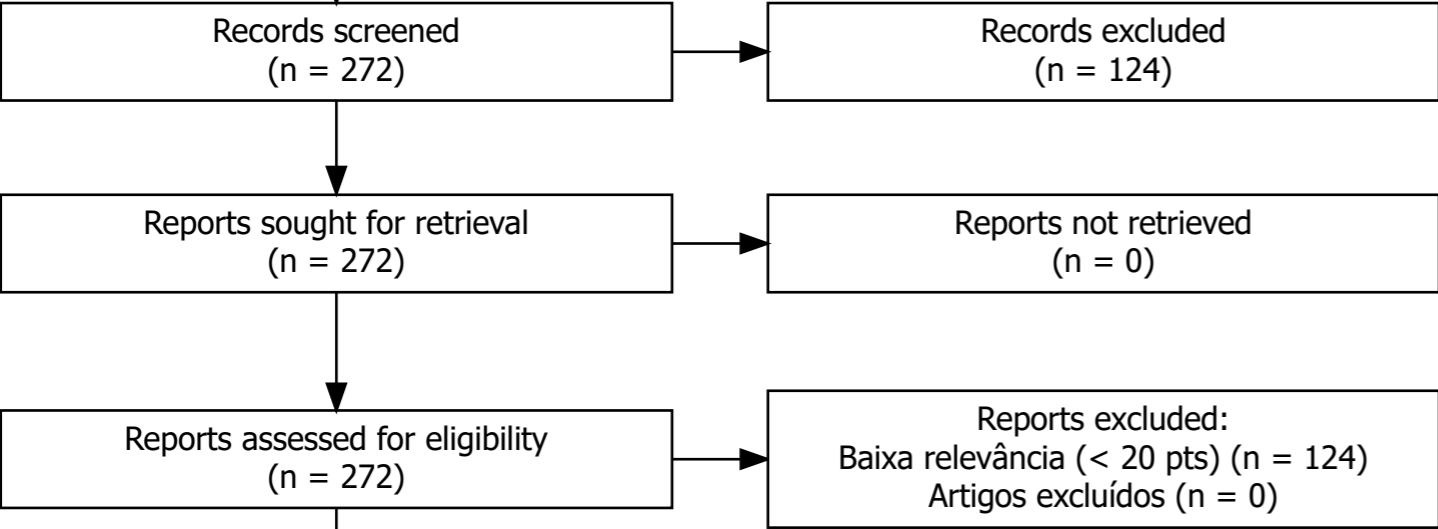 Records screened
(n = 272)
Records excluded
(n = 124)
Reports sought for retrieval
(n = 272)
Reports not retrieved
(n = 0)
Reports assessed for eligibility
(n = 272)
Reports excluded:
Baixa relevância (< 20 pts) (n = 124)
Artigos excluídos (n = 0)